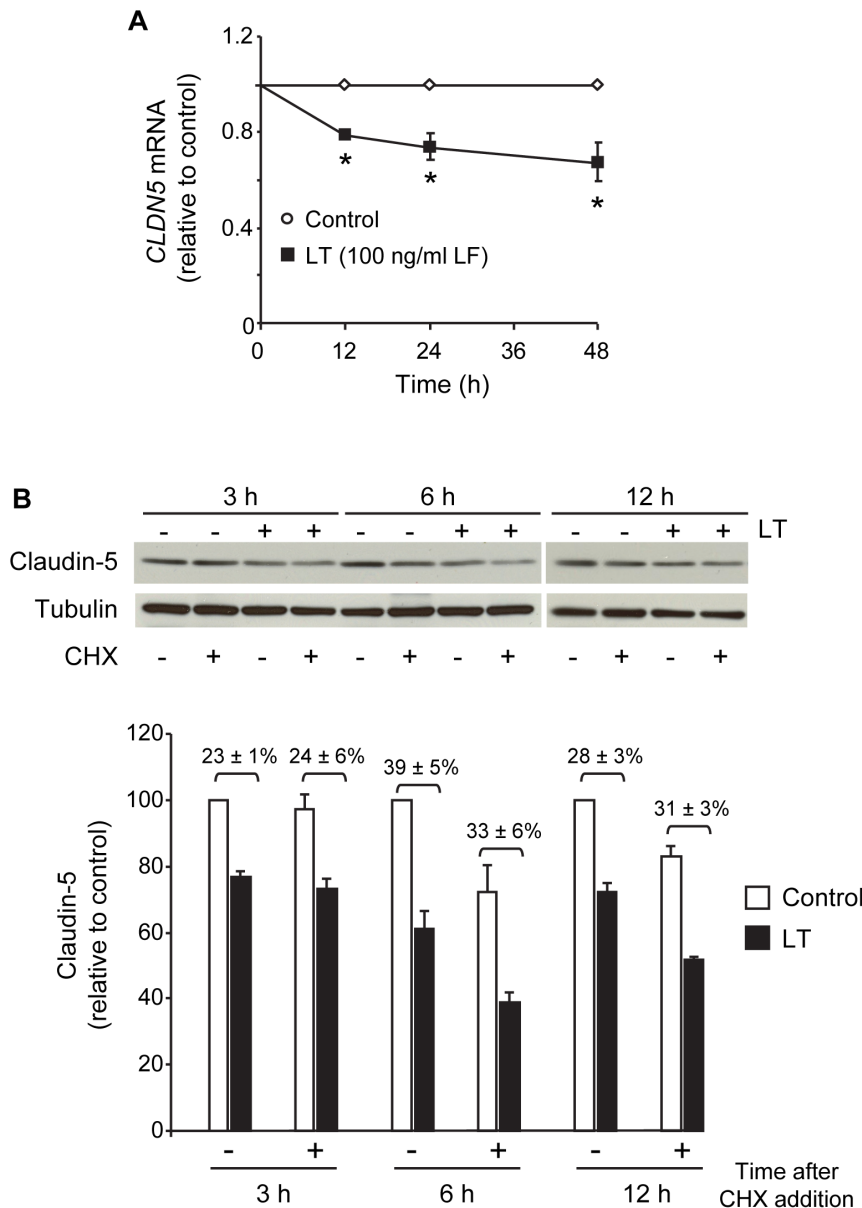 A
1.2
0.8
0.4
0
CLDN5 mRNA
(relative to control)
*
*
*
Control
LT (100 ng/ml LF)
0 12 24 36 48
Time (h)
B
3 h 6 h 12 h
- - + + - - + + - - + + LT
Claudin-5
Tubulin
CHX - + - + - + - + - + - +
120
100
80
60
40
20
0
Claudin-5
(relative to control)
23 ± 1% 24 ± 6% 39 ± 5% 33 ± 6% 28 ± 3% 31 ± 3%
Control
LT
- + - + - +
3 h 6 h 12 h
Time after
CHX addition